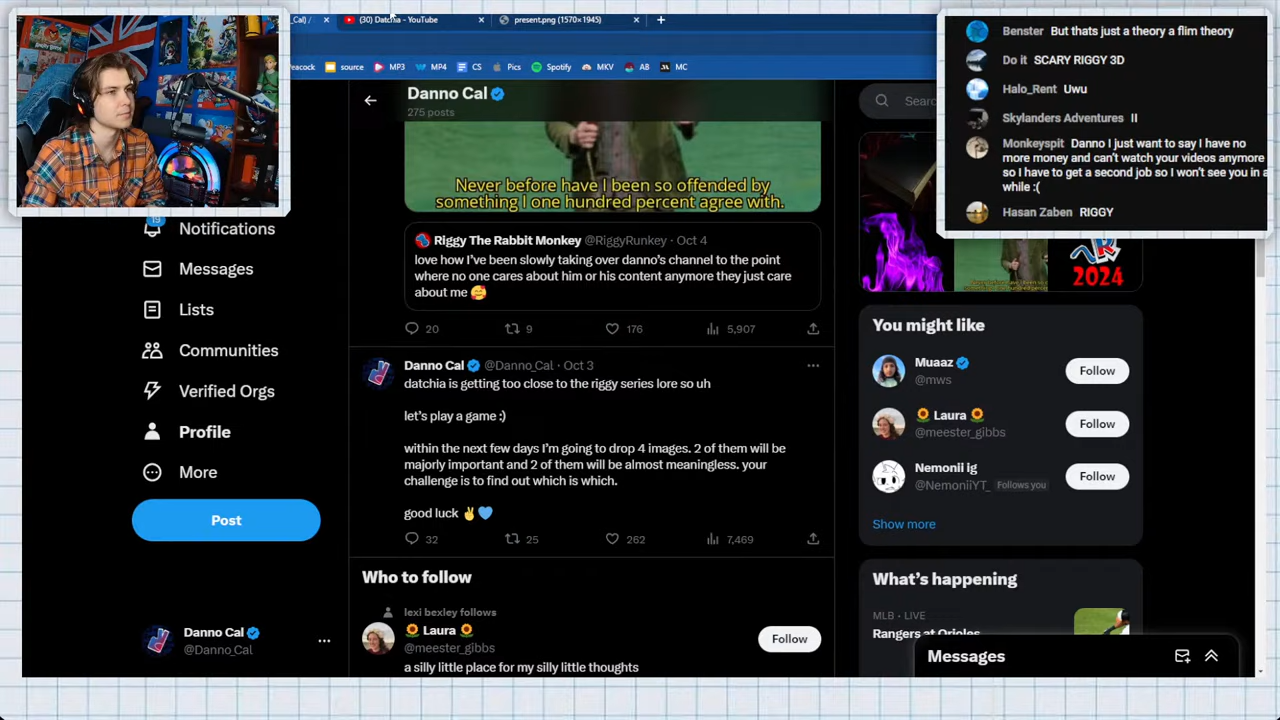 _Cal) /
(30) Datchia - YouTube
present.png (1570×1945)
eacock
source
MP3
MP4
CS
Pics
Spotify
MKV
AB
MC
Danno Cal
275 posts
Searc
Never before have I been so offended by
something I one hundred percent agree with.
Riggy The Rabbit Monkey @RiggyRunkey · Oct 4
love how I've been slowly taking over danno's channel to the point
where no one cares about him or his content anymore they just care
about me 🥰
20
9
176
5,907
Danno Cal @Danno_Cal · Oct 3
datchia is getting too close to the riggy series lore so uh
let's play a game :)
within the next few days I'm going to drop 4 images. 2 of them will be
majorly important and 2 of them will be almost meaningless. your
challenge is to find out which is which.
good luck ✌️💙
32
25
262
7,469
Who to follow
lexi bexley follows
🌻 Laura 🌻
@meester_gibbs
Follow
a silly little place for my silly little thoughts
19
Notifications
Messages
Lists
Communities
Verified Orgs
Profile
More
Post
Danno Cal
@Danno_Cal
Benster But thats just a theory a flim theory
Do it SCARY RIGGY 3D
Halo_Rent Uwu
Skylanders Adventures II
Monkeyspit Danno I just want to say I have no
more money and can't watch your videos anymore
so I have to get a second job so I won't see you in a
while :(
Hasan Zaben RIGGY
2024
You might like
Muaaz
@mws
Follow
🌻 Laura 🌻
@meester_gibbs
Follow
Nemonii ig
@NemoniiYT_ Follows you
Follow
Show more
What's happening
MLB · LIVE
Rangers at Orioles
Messages